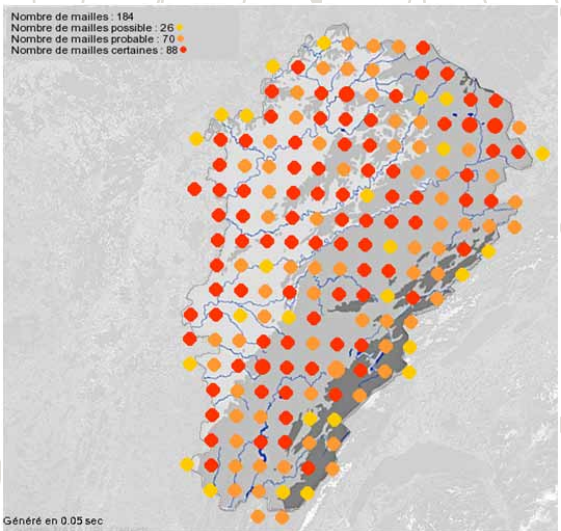 Nombre de mailles : 184
Nombre de mailles possible : 26
Nombre de mailles probable : 70
Nombre de mailles certaines : 88
Généré en 0.05 sec